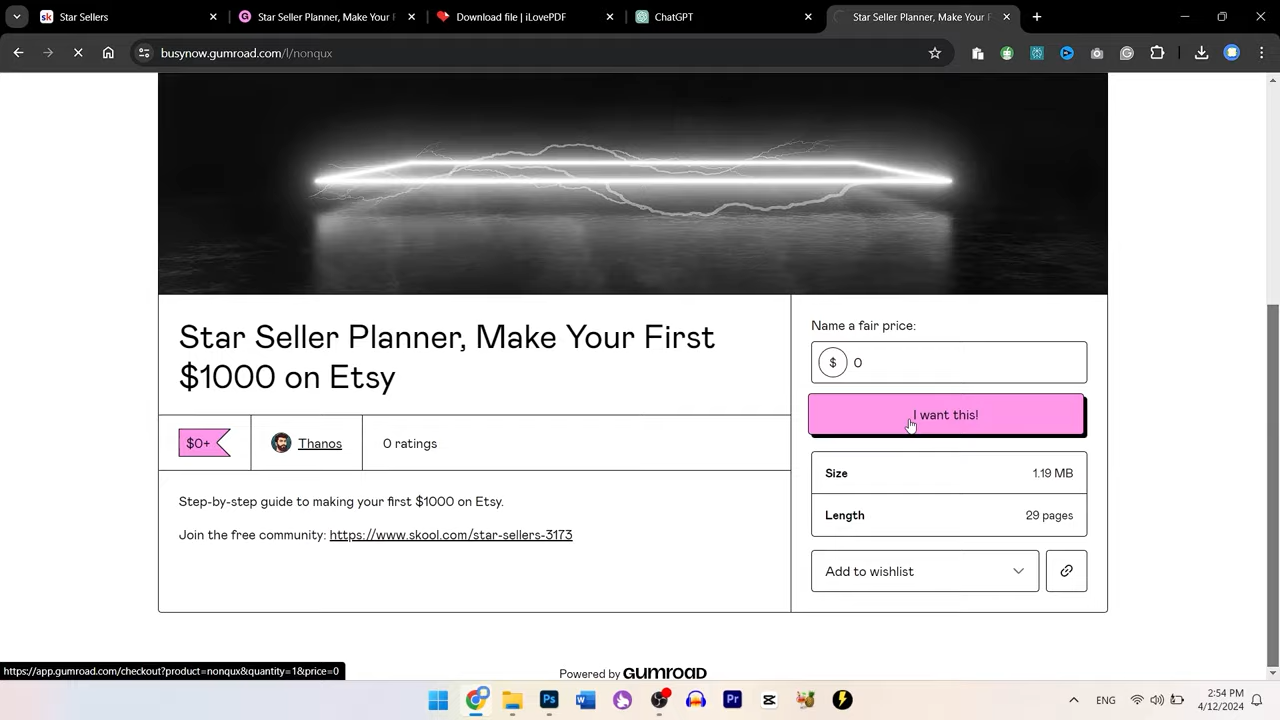 Star Sellers
Star Seller Planner, Make Your F
Download file | iLovePDF
ChatGPT
Star Seller Planner, Make Your F
busynow.gumroad.com/l/nonqux
Star Seller Planner, Make Your First
$1000 on Etsy
$0+
Thanos
0 ratings
Step-by-step guide to making your first $1000 on Etsy.
Join the free community: https://www.skool.com/star-sellers-3173
Name a fair price:
$ 0
I want this!
Size 1.19 MB
Length 29 pages
Add to wishlist
https://app.gumroad.com/checkout?product=nonqux&quantity=1&price=0
Powered by GUMROAD
ENG
2:54 PM
4/12/2024